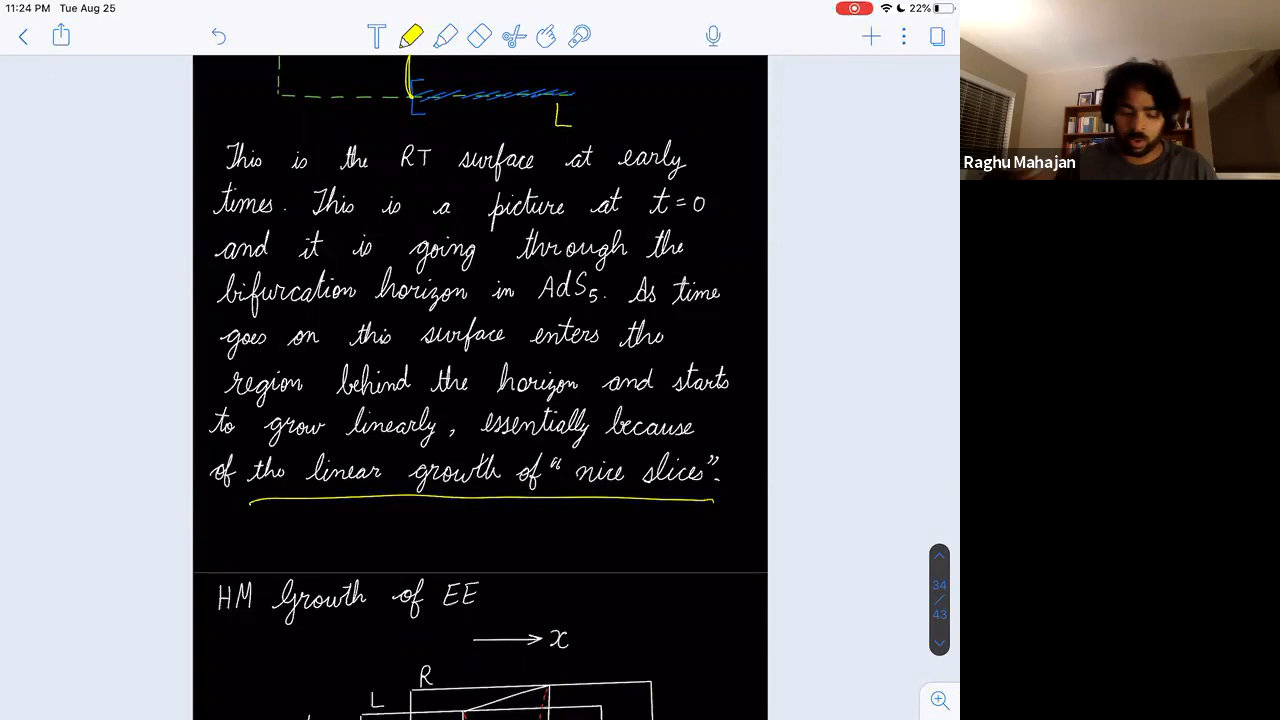 11:24 PM Tue Aug 25
22%
T
L
L
This is the RT surface at early
times. This is a picture at t=0
and it is going through the
bifurcation horizon in AdS₅. As time
goes on this surface enters the
region behind the horizon and starts
to grow linearly, essentially because
of the linear growth of "nice slices".
HM Growth of EE
x
R
L
34
/
43
Raghu Mahajan